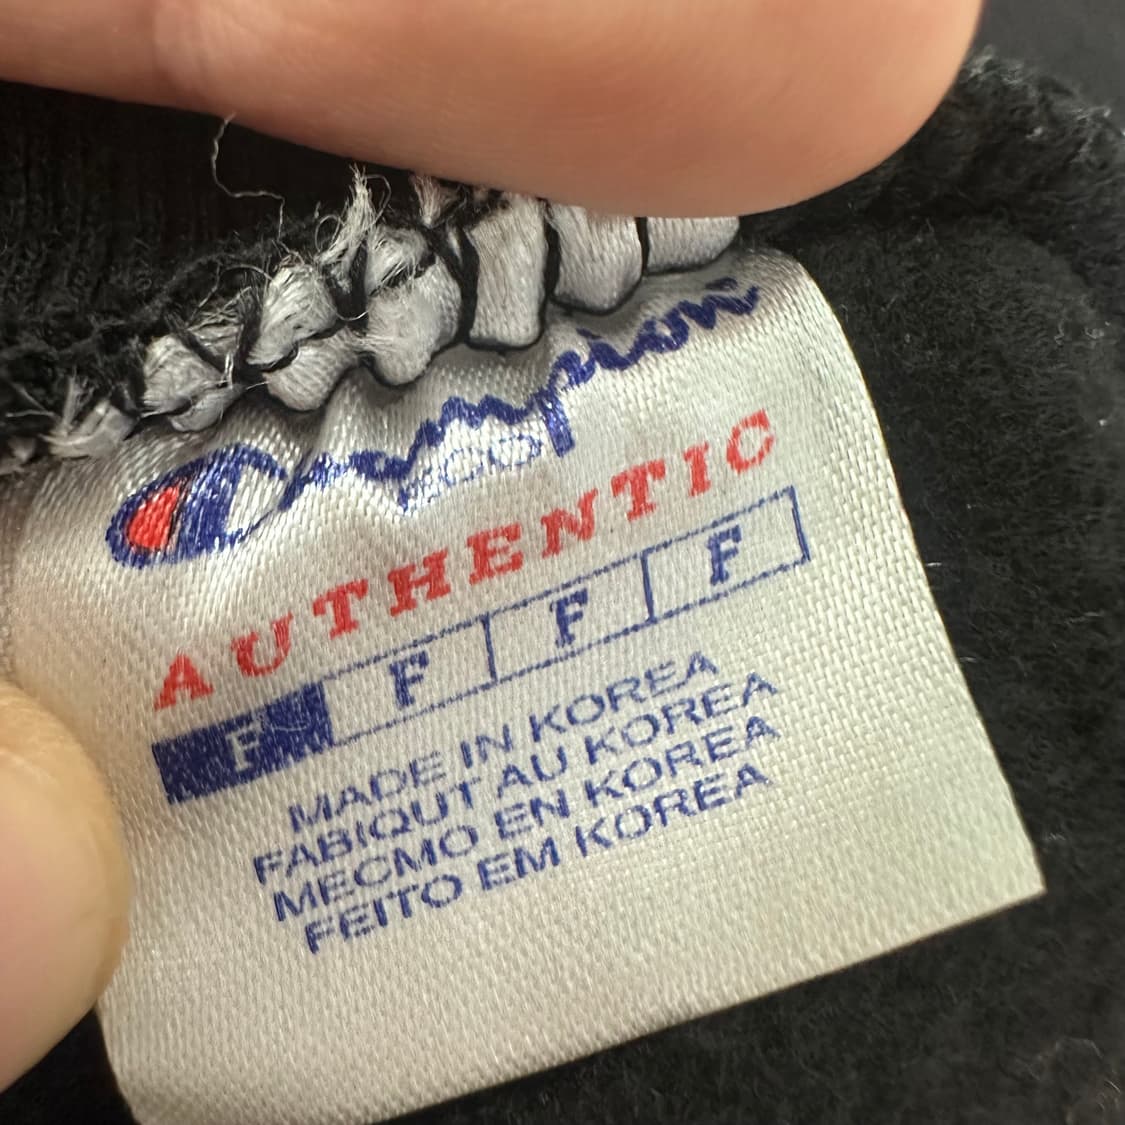 Champion
AUTHENTIC
F F F F
MADE IN KOREA
FABIQUT AU KOREA
MECMO EN KOREA
FEITO EM KOREA